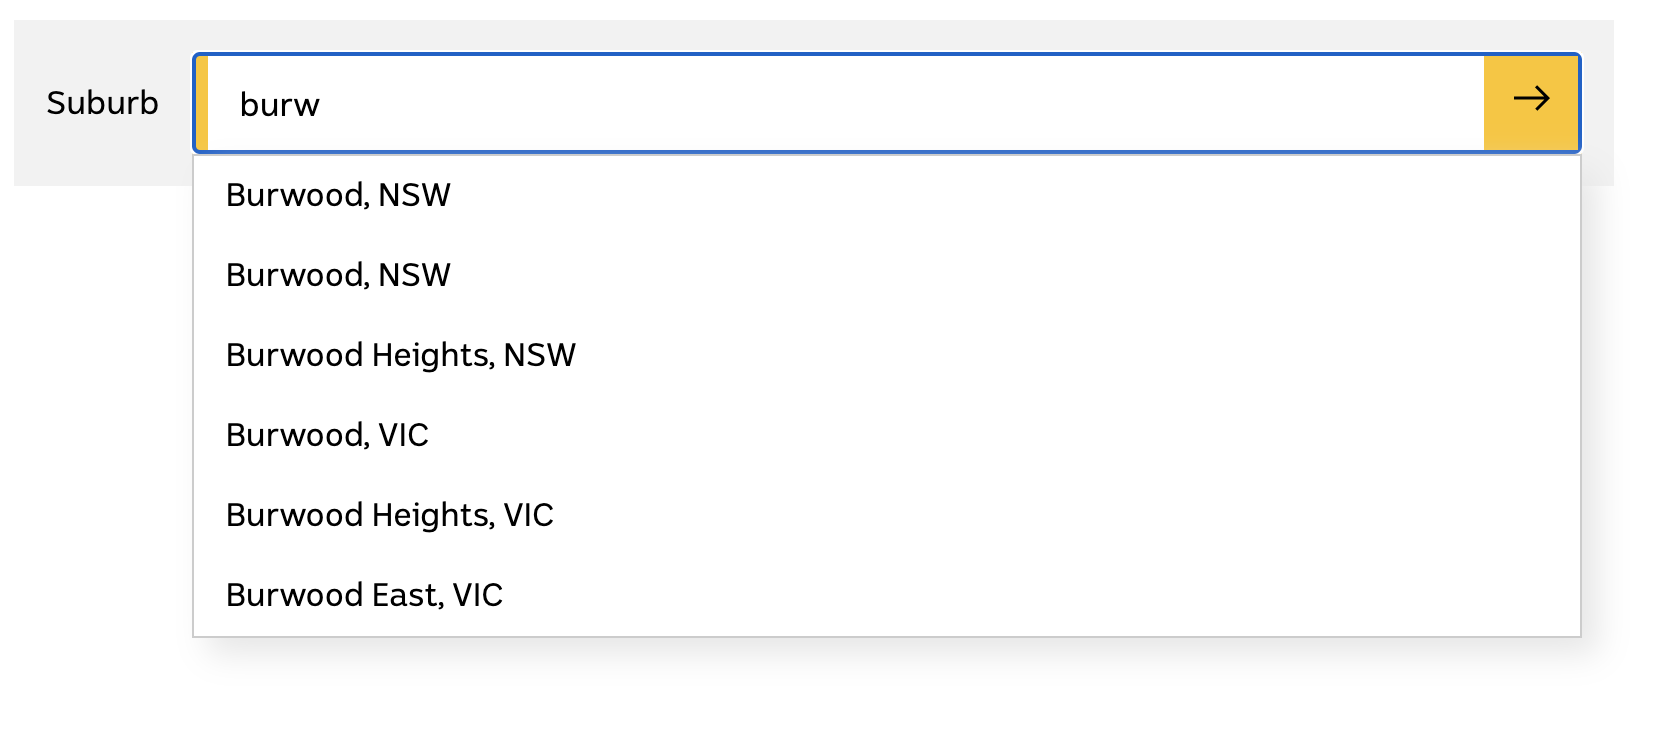 Suburb
burw
Burwood, NSW
Burwood, NSW
Burwood Heights, NSW
Burwood, VIC
Burwood Heights, VIC
Burwood East, VIC